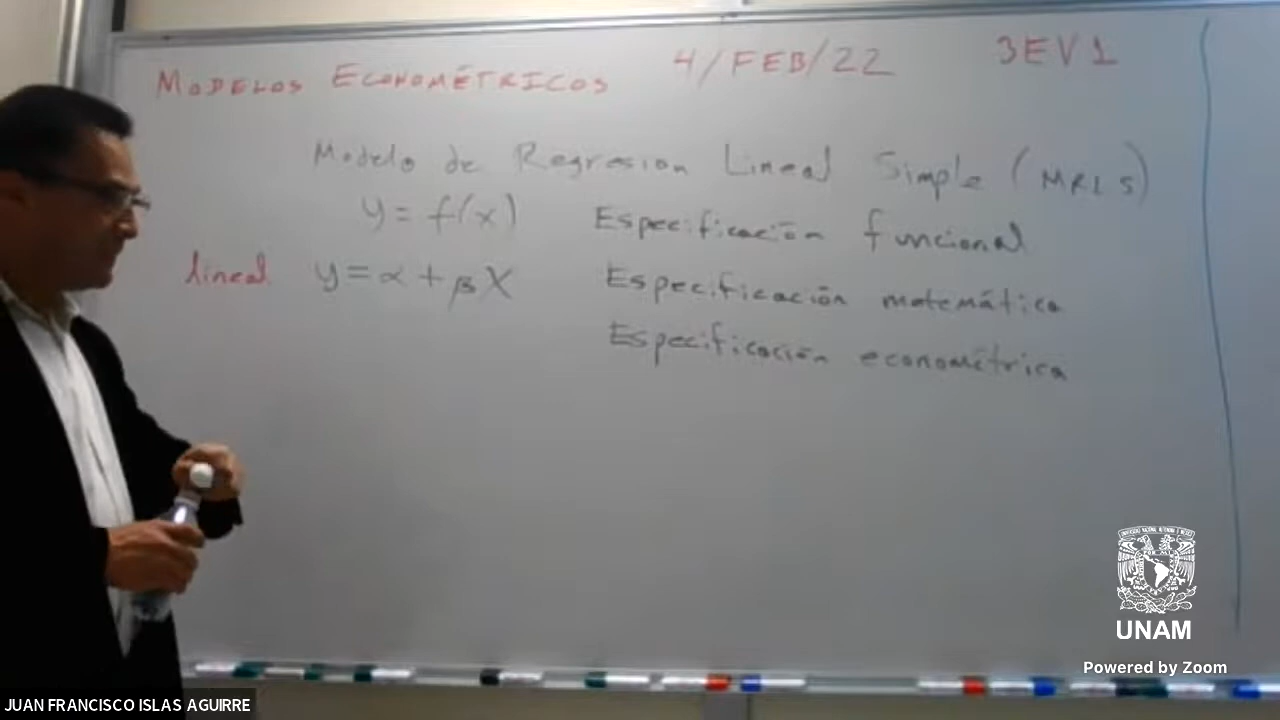 MODELOS ECONOMÉTRICOS 4/FEB/22 3EV1
Modelo de Regresion Lineal Simple (MRLS)
y = f(x) Especificación funcional
lineal y = α + βX Especificación matemática
Especificación econométrica
UNAM
Powered by Zoom
JUAN FRANCISCO ISLAS AGUIRRE